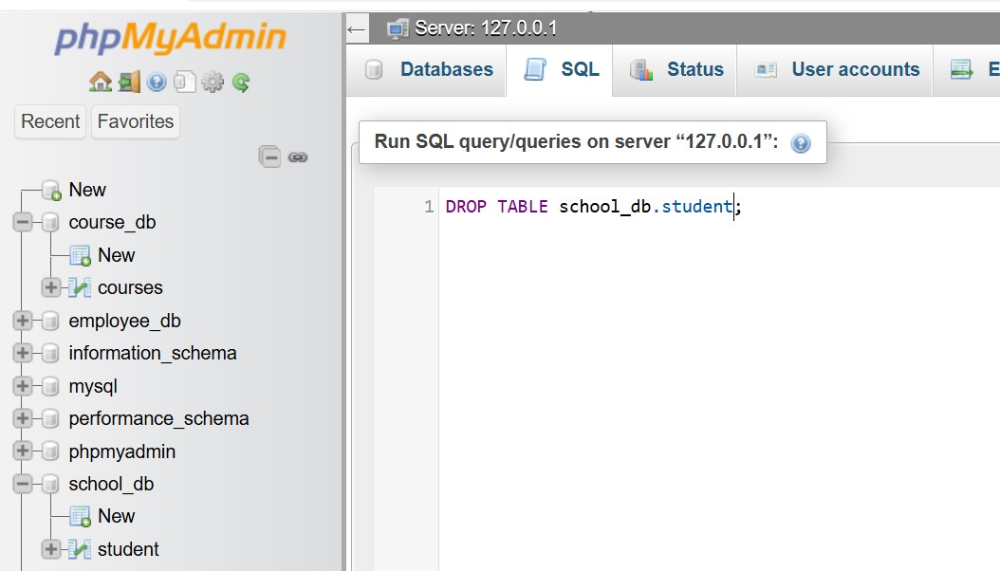 phpMyAdmin
Recent Favorites
New
course_db
New
courses
employee_db
information_schema
mysql
performance_schema
phpmyadmin
school_db
New
student
← Server: 127.0.0.1
Databases SQL Status User accounts E
Run SQL query/queries on server “127.0.0.1”:
1 DROP TABLE school_db.student;